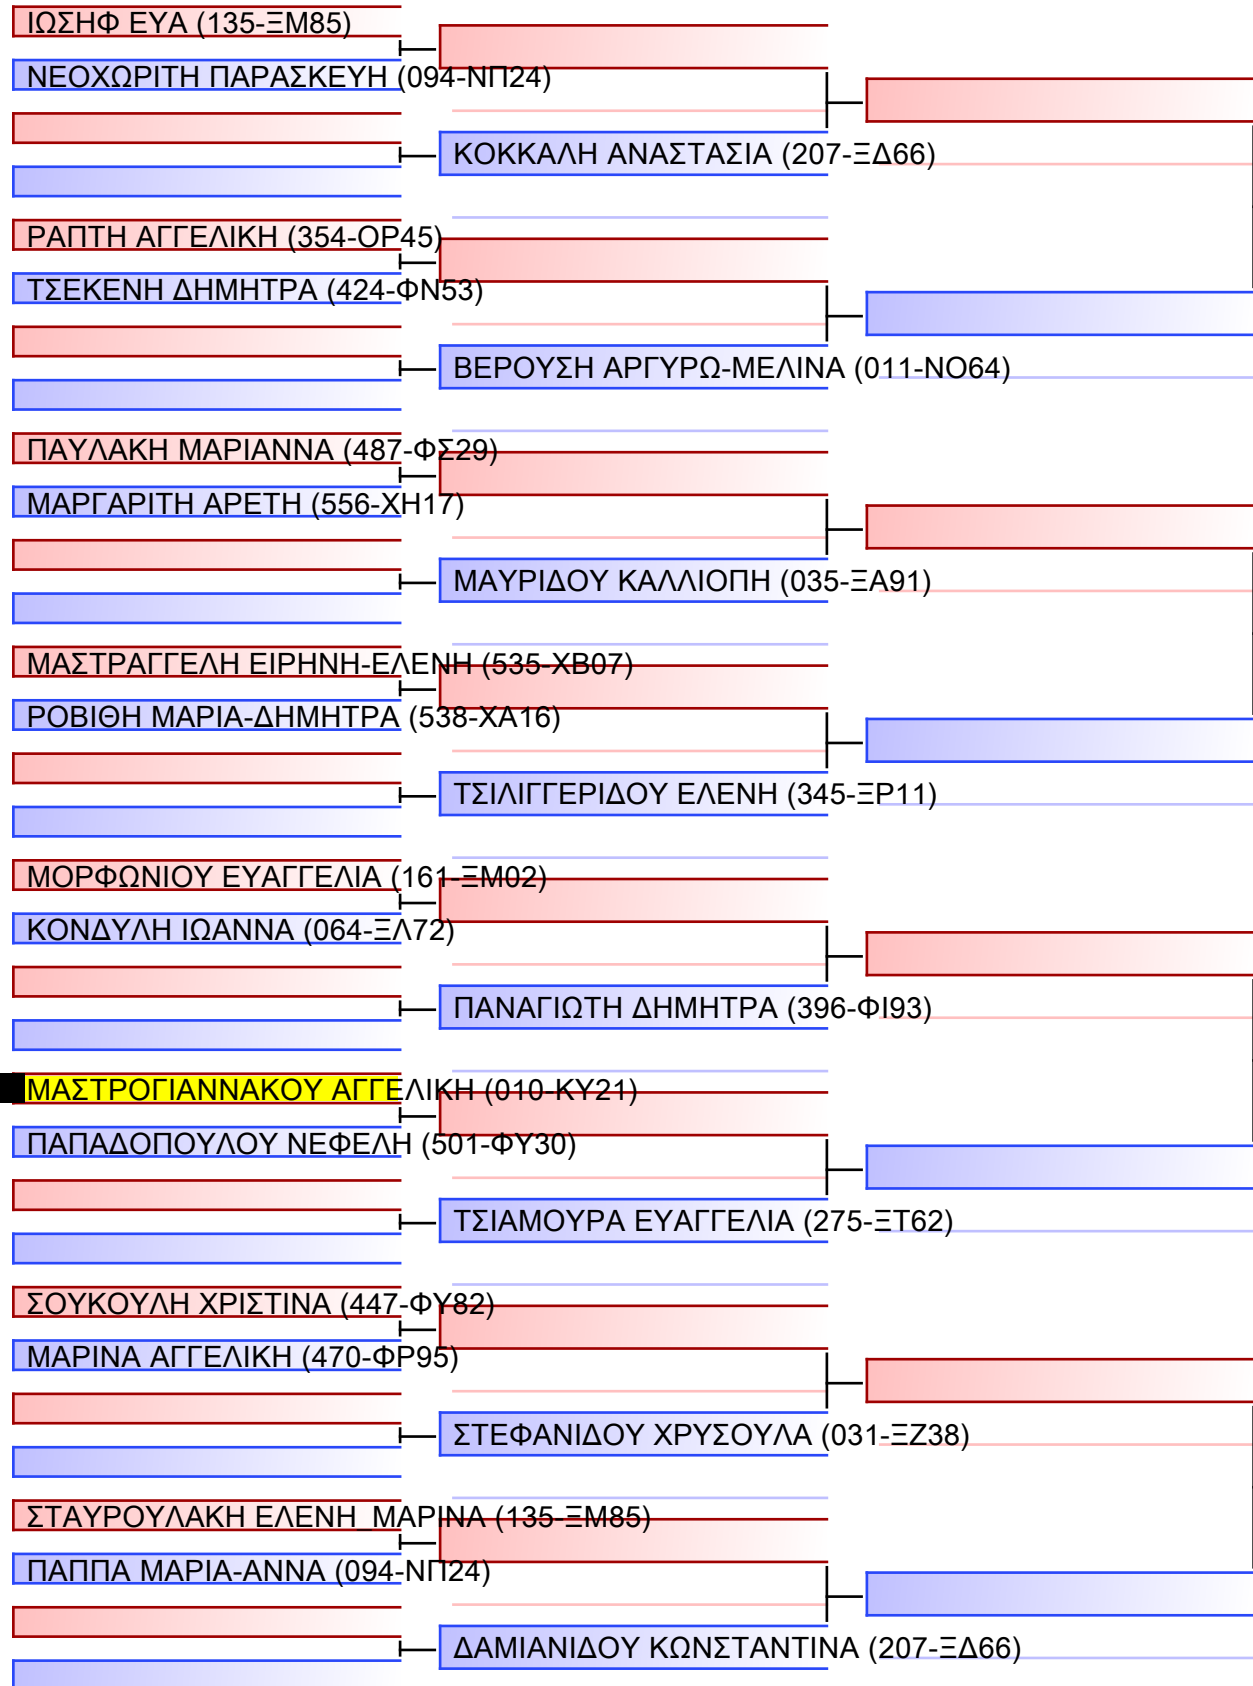 ΙΩΣΗΦ ΕΥΑ (135-ΞΜ85)
ΝΕΟΧΩΡΙΤΗ ΠΑΡΑΣΚΕΥΗ (094-ΝΠ24)
ΚΟΚΚΑΛΗ ΑΝΑΣΤΑΣΙΑ (207-ΞΔ66)
ΡΑΠΤΗ ΑΓΓΕΛΙΚΗ (354-ΟΡ45)
ΤΣΕΚΕΝΗ ΔΗΜΗΤΡΑ (424-ΦΝ53)
ΒΕΡΟΥΣΗ ΑΡΓΥΡΩ-ΜΕΛΙΝΑ (011-ΝΟ64)
ΠΑΥΛΑΚΗ ΜΑΡΙΑΝΝΑ (487-ΦΣ29)
ΜΑΡΓΑΡΙΤΗ ΑΡΕΤΗ (556-ΧΗ17)
ΜΑΥΡΙΔΟΥ ΚΑΛΛΙΟΠΗ (035-ΞΑ91)
ΜΑΣΤΡΑΓΓΕΛΗ ΕΙΡΗΝΗ-ΕΛΕΝΗ (535-ΧΒ07)
ΡΟΒΙΘΗ ΜΑΡΙΑ-ΔΗΜΗΤΡΑ (538-ΧΑ16)
ΤΣΙΛΙΓΓΕΡΙΔΟΥ ΕΛΕΝΗ (345-ΞΡ11)
ΜΟΡΦΩΝΙΟΥ ΕΥΑΓΓΕΛΙΑ (161-ΞΜ02)
ΚΟΝΔΥΛΗ ΙΩΑΝΝΑ (064-ΞΛ72)
ΠΑΝΑΓΙΩΤΗ ΔΗΜΗΤΡΑ (396-ΦΙ93)
ΜΑΣΤΡΟΓΙΑΝΝΑΚΟΥ ΑΓΓΕΛΙΚΗ (010-ΚΥ21)
ΠΑΠΑΔΟΠΟΥΛΟΥ ΝΕΦΕΛΗ (501-ΦΥ30)
ΤΣΙΑΜΟΥΡΑ ΕΥΑΓΓΕΛΙΑ (275-ΞΤ62)
ΣΟΥΚΟΥΛΗ ΧΡΙΣΤΙΝΑ (447-ΦΥ82)
ΜΑΡΙΝΑ ΑΓΓΕΛΙΚΗ (470-ΦΡ95)
ΣΤΕΦΑΝΙΔΟΥ ΧΡΥΣΟΥΛΑ (031-ΞΖ38)
ΣΤΑΥΡΟΥΛΑΚΗ ΕΛΕΝΗ_ΜΑΡΙΝΑ (135-ΞΜ85)
ΠΑΠΠΑ ΜΑΡΙΑ-ΑΝΝΑ (094-ΝΠ24)
ΔΑΜΙΑΝΙΔΟΥ ΚΩΝΣΤΑΝΤΙΝΑ (207-ΞΔ66)